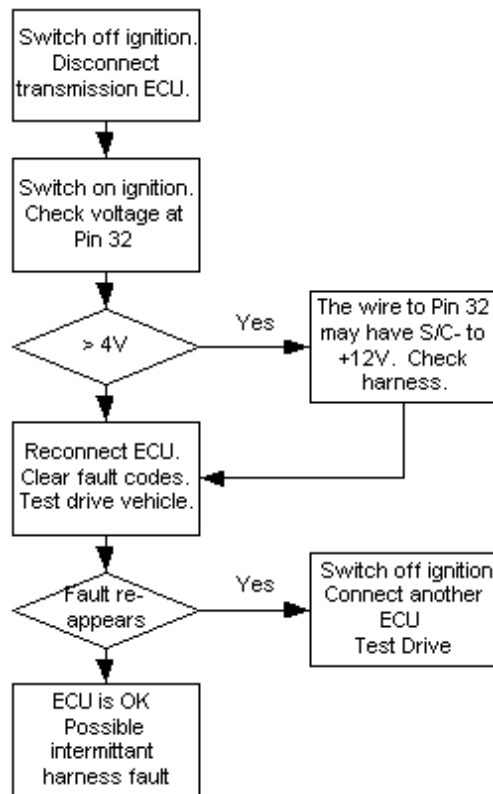 Switch off ignition.
Disconnect
transmission ECU.
Switch on ignition.
Check voltage at
Pin 32
> 4V
Yes
The wire to Pin 32
may have S/C- to
+12V. Check
harness.
Reconnect ECU.
Clear fault codes.
Test drive vehicle.
Fault re-
appears
Yes
Switch off ignition
Connect another
ECU
Test Drive
ECU is OK
Possible
intermittant
harness fault